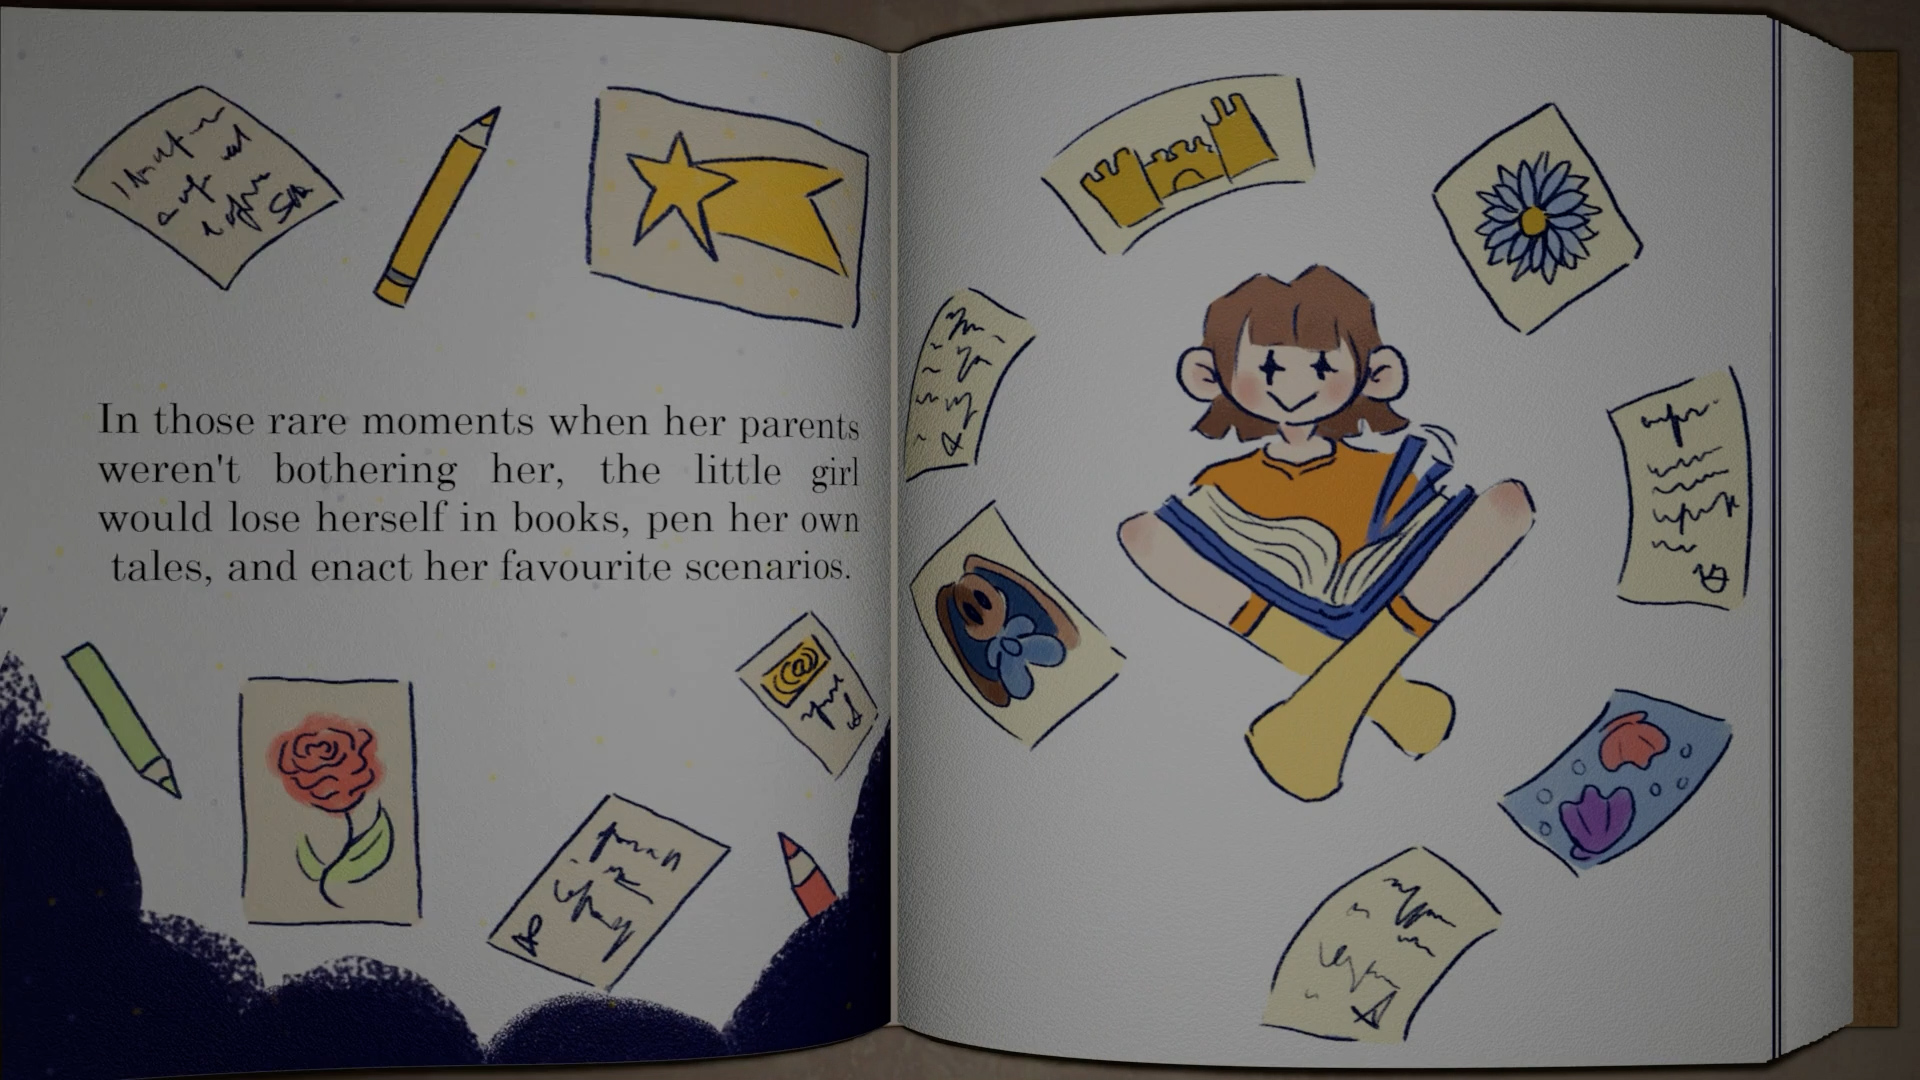 In those rare moments when her parents
weren't bothering her, the little girl
would lose herself in books, pen her own
tales, and enact her favourite scenarios.